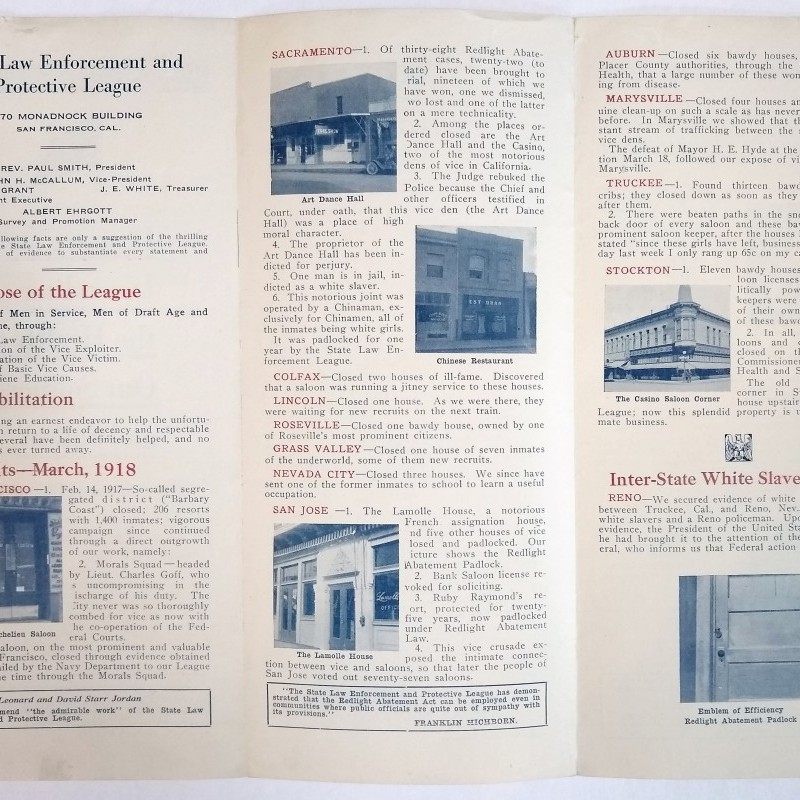 Law Enforcement and
Protective League
70 MONADNOCK BUILDING
SAN FRANCISCO, CAL.
REV. PAUL SMITH, President
HN H. McCALLUM, Vice-President
GRANT J. E. WHITE, Treasurer
nt Executive
ALBERT EHRGOTT
Survey and Promotion Manager
llowing facts are only a suggestion of the thrilling
e State Law Enforcement and Protective League.
of evidence to substantiate every statement and
ose of the League
of Men in Service, Men of Draft Age and
ne, through:
Law Enforcement.
ion of the Vice Exploiter.
tation of the Vice Victim.
f Basic Vice Causes.
iene Education.
bilitation
ng an earnest endeavor to help the unfortu-
n return to a life of decency and respectable
everal have been definitely helped, and no
s ever turned away.
ts—March, 1918
CISCO —1. Feb. 14, 1917—So-called segre-
gated district ("Barbary
Coast") closed; 206 resorts
with 1,400 inmates; vigorous
campaign since continued
through a direct outgrowth
of our work, namely:
2. Morals Squad — headed
by Lieut. Charles Goff, who
s uncompromising in the
ischarge of his duty. The
City never was so thoroughly
combed for vice as now with
he co-operation of the Fed-
eral Courts.
chelieu Saloon
aloon, on the most prominent and valuable
Francisco, closed through evidence obtained
ailed by the Navy Department to our League
e time through the Morals Squad.
Leonard and David Starr Jordan
mend "the admirable work" of the State Law
d Protective League.
SACRAMENTO—1. Of thirty-eight Redlight Abate-
ment cases, twenty-two (to
date) have been brought to
trial, nineteen of which we
have won, one we dismissed,
two lost and one of the latter
on a mere technicality.
2. Among the places or-
dered closed are the Art
Dance Hall and the Casino,
two of the most notorious
dens of vice in California.
3. The Judge rebuked the
Police because the Chief and
other officers testified in
Art Dance Hall
Court, under oath, that this vice den (the Art Dance
Hall) was a place of high
moral character.
4. The proprietor of the
Art Dance Hall has been in-
dicted for perjury.
5. One man is in jail, in-
dicted as a white slaver.
6. This notorious joint was
operated by a Chinaman, ex-
clusively for Chinamen, all of
the inmates being white girls.
It was padlocked for one
year by the State Law En-
forcement League.
Chinese Restaurant
COLFAX—Closed two houses of ill-fame. Discovered
that a saloon was running a jitney service to these houses.
LINCOLN—Closed one house. As we were there, they
were waiting for new recruits on the next train.
ROSEVILLE—Closed one bawdy house, owned by one
of Roseville's most prominent citizens.
GRASS VALLEY—Closed one house of seven inmates
of the underworld, some of them new recruits.
NEVADA CITY—Closed three houses. We since have
sent one of the former inmates to school to learn a useful
occupation.
SAN JOSE —1. The Lamolle House, a notorious
French assignation house,
nd five other houses of vice
losed and padlocked. Our
icture shows the Redlight
Abatement Padlock.
2. Bank Saloon license re-
voked for soliciting.
3. Ruby Raymond's re-
ort, protected for twenty-
five years, now padlocked
under Redlight Abatement
Law.
4. This vice crusade ex-
posed the intimate connec-
The Lamolle House
tion between vice and saloons, so that later the people of
San Jose voted out seventy-seven saloons.
"The State Law Enforcement and Protective League has demon-
strated that the Redlight Abatement Act can be employed even in
communities where public officials are quite out of sympathy with
its provisions."
FRANKLIN HICHBORN.
AUBURN—Closed six bawdy houses,
Placer County authorities, through the
Health, that a large number of these wom
ing from disease.
MARYSVILLE —Closed four houses an
uine clean-up on such a scale as has never
before. In Marysville we showed that th
stant stream of trafficking between the
vice dens.
The defeat of Mayor H. E. Hyde at the
tion March 18, followed our expose of vi
Marysville.
TRUCKEE—1. Found thirteen bawd
cribs; they closed down as soon as they
after them.
2. There were beaten paths in the sno
back door of every saloon and these baw
prominent saloon keeper, after the houses
stated "since these girls have left, business
day last week I only rang up 65c on my ca
STOCKTON—1. Eleven bawdy houses
loon licenses
litically pow
keepers were
of their own
of these bawd
2. In all,
loons and
closed on th
Commissione
Health and S
The old
corner in S
house upstai
The Casino Saloon Corner
League; now this splendid property is u
mate business.
Inter-State White Slave
RENO—We secured evidence of white
between Truckee, Cal., and Reno, Nev.
white slavers and a Reno policeman. Upo
evidence, the President of the United Stat
he had brought it to the attention of the
eral, who informs us that Federal action
Emblem of Efficiency
Redlight Abatement Padlock